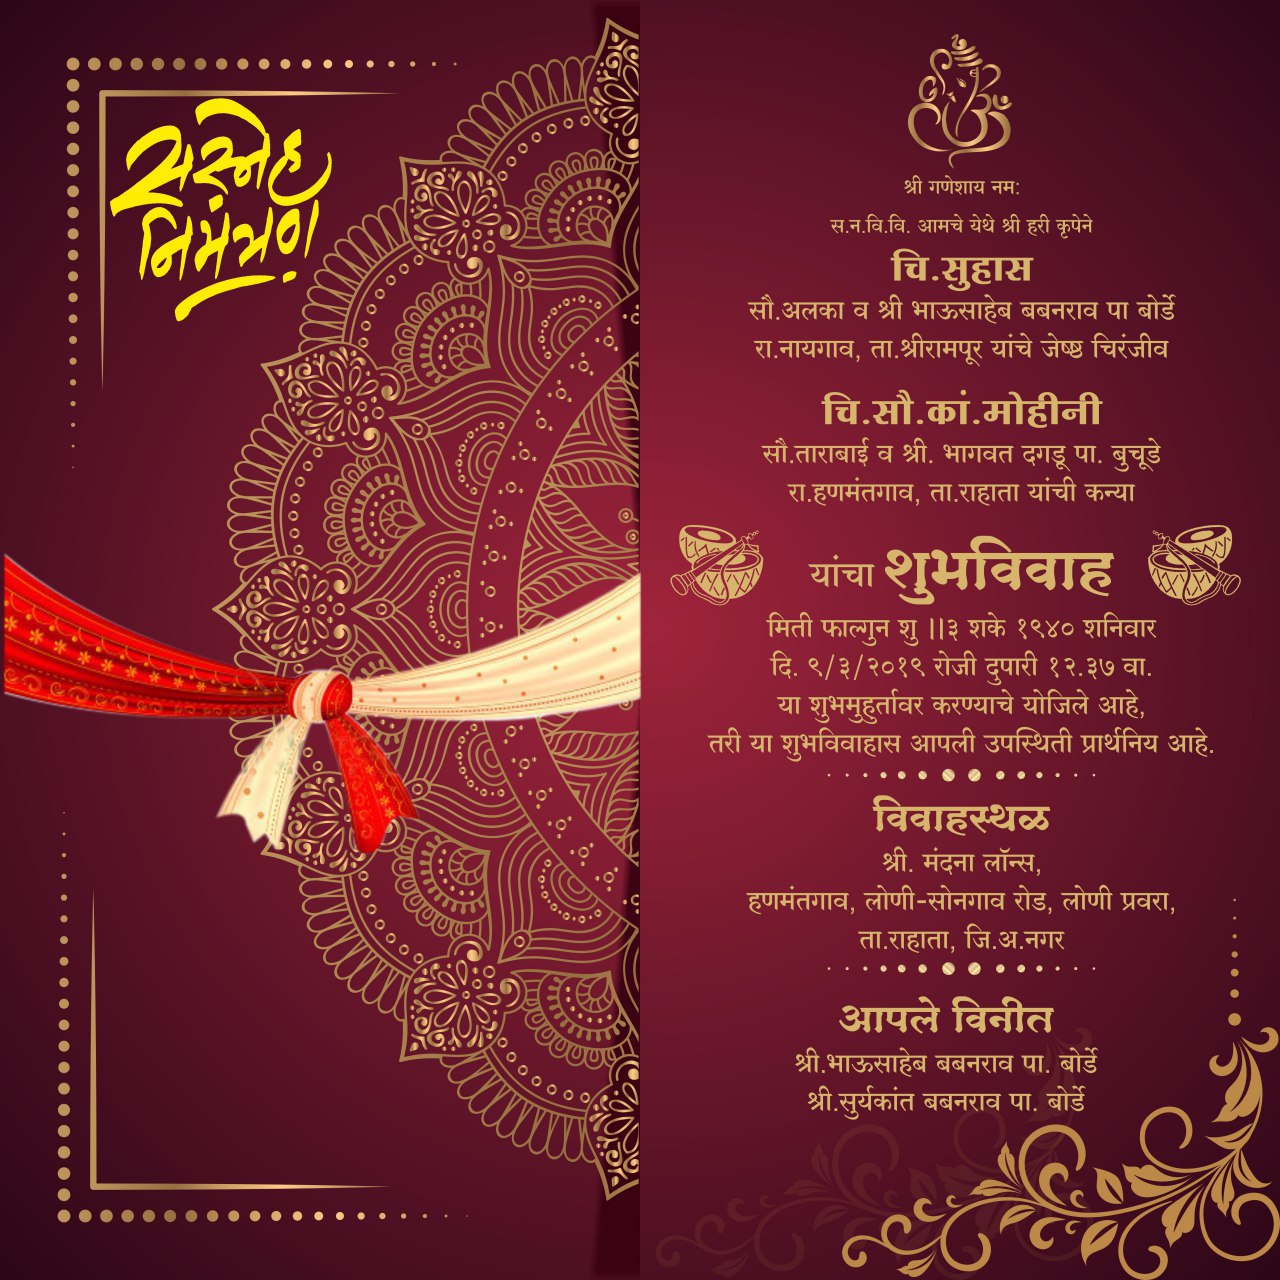 सस्नेह
निमंत्रण
श्री गणेशाय नम:
स.न.वि.वि. आमचे येथे श्री हरी कृपेने
चि.सुहास
सौ.अलका व श्री भाऊसाहेब बबनराव पा बोर्डे
रा.नायगाव, ता.श्रीरामपूर यांचे जेष्ष्ठ चिरंजीव
चि.सौ.कां.मोहीनी
सौ.ताराबाई व श्री. भागवत दगडू पा. बुचूडे
रा.हणमंतगाव, ता.राहाता यांची कन्या
यांचा शुभविवाह
मिती फाल्गुन शु ।।३ शके १९४० शनिवार
दि. ९/३/२०१९ रोजी दुपारी १२.३७ वा.
या शुभमुहुर्तावर करण्याचे योजिले आहे,
तरी या शुभविवाहास आपली उपस्थिती प्रार्थनिय आहे.
विवाहस्थळ
श्री. मंदना लॉन्स,
हणमंतगाव, लोणी-सोनगाव रोड, लोणी प्रवरा,
ता.राहाता, जि.अ.नगर
आपले विनीत
श्री.भाऊसाहेब बबनराव पा. बोर्डे
श्री.सुर्यकांत बबनराव पा. बोर्डे